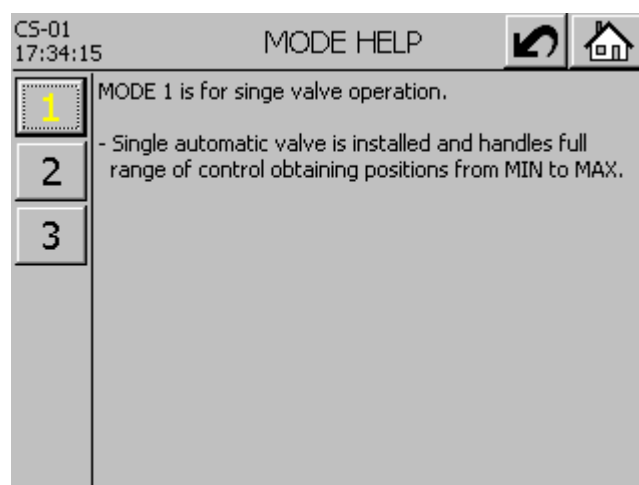 CS-01
17:34:15
MODE HELP
1
2
3
MODE 1 is for singe valve operation.
- Single automatic valve is installed and handles full
range of control obtaining positions from MIN to MAX.